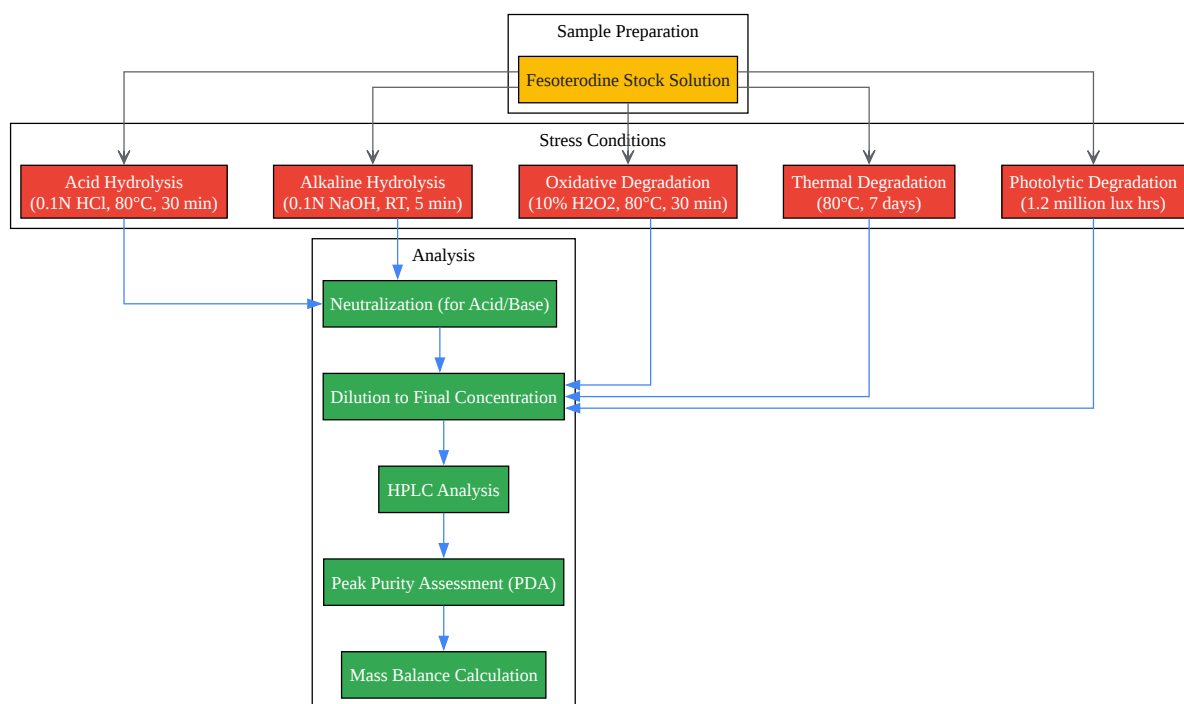 Sample Preparation
Fesoterodine Stock Solution
Stress Conditions
Acid Hydrolysis
(0.1N HCl, 80°C, 30 min)
Alkaline Hydrolysis
(0.1N NaOH, RT, 5 min)
Oxidative Degradation
(10% H2O2, 80°C, 30 min)
Thermal Degradation
(80°C, 7 days)
Photolytic Degradation
(1.2 million lux hrs)
Analysis
Neutralization (for Acid/Base)
Dilution to Final Concentration
HPLC Analysis
Peak Purity Assessment (PDA)
Mass Balance Calculation